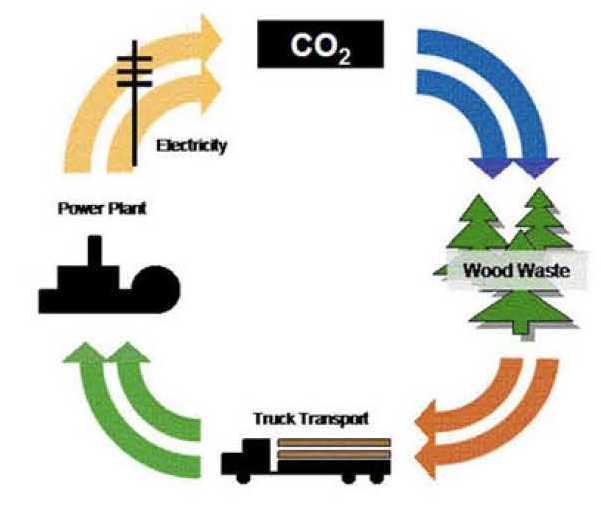 CO₂
Electricity
Power Plant
Wood Waste
Truck Transport